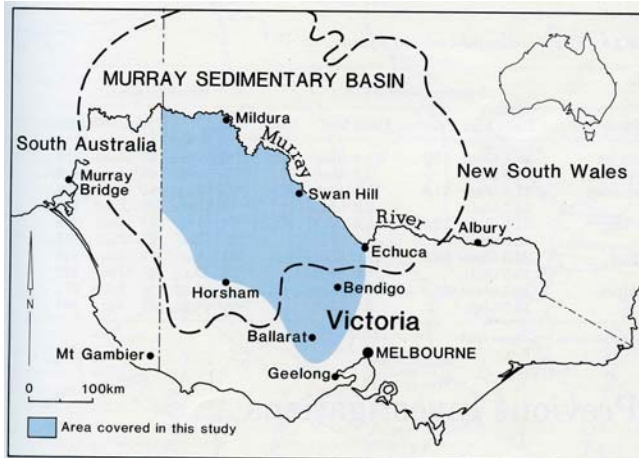 MURRAY SEDIMENTARY BASIN
Mildura
South Australia
Murray
Murray
Bridge
New South Wales
Swan Hill
River
Albury
Echuca
Horsham
Bendigo
N
Victoria
Ballarat
Mt Gambier
MELBOURNE
Geelong
0 100km
Area covered in this study